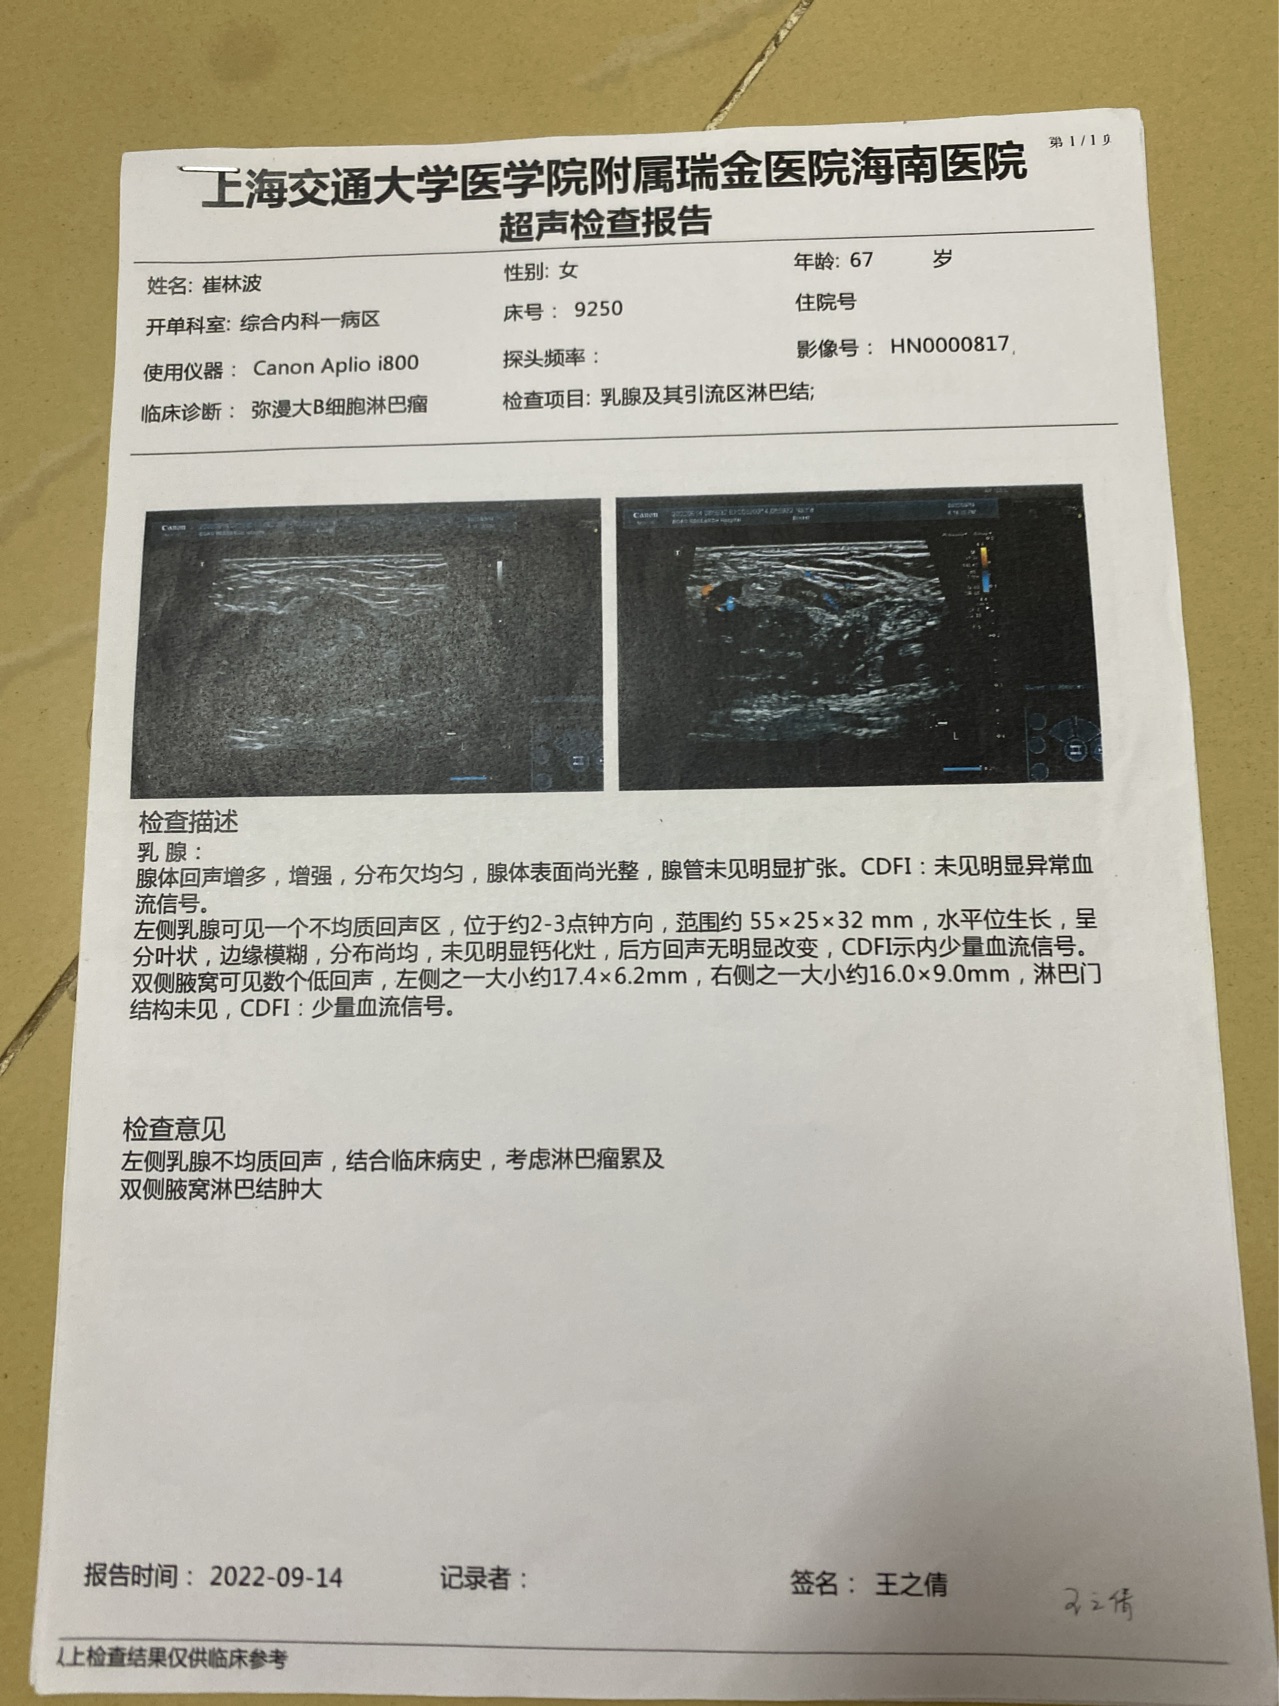 第1/1页
上海交通大学医学院附属瑞金医院海南医院
超声检查报告
姓名: 崔林波 性别: 女 年龄: 67 岁
开单科室: 综合内科一病区 床号： 9250 住院号
使用仪器： Canon Aplio i800 探头频率： 影像号： HN0000817
临床诊断： 弥漫大B细胞淋巴瘤 检查项目: 乳腺及其引流区淋巴结;
Canon Canon
检查描述
乳 腺：
腺体回声增多，增强，分布欠均匀，腺体表面尚光整，腺管未见明显扩张。CDFI：未见明显异常血
流信号。
左侧乳腺可见一个不均质回声区，位于约2-3点钟方向，范围约 55×25×32 mm，水平位生长，呈
分叶状，边缘模糊，分布尚均，未见明显钙化灶，后方回声无明显改变，CDFI示内少量血流信号。
双侧腋窝可见数个低回声，左侧之一大小约17.4×6.2mm，右侧之一大小约16.0×9.0mm，淋巴门
结构未见，CDFI：少量血流信号。
检查意见
左侧乳腺不均质回声，结合临床病史，考虑淋巴瘤累及
双侧腋窝淋巴结肿大
报告时间： 2022-09-14 记录者： 签名： 王之倩 王之倩
以上检查结果仅供临床参考